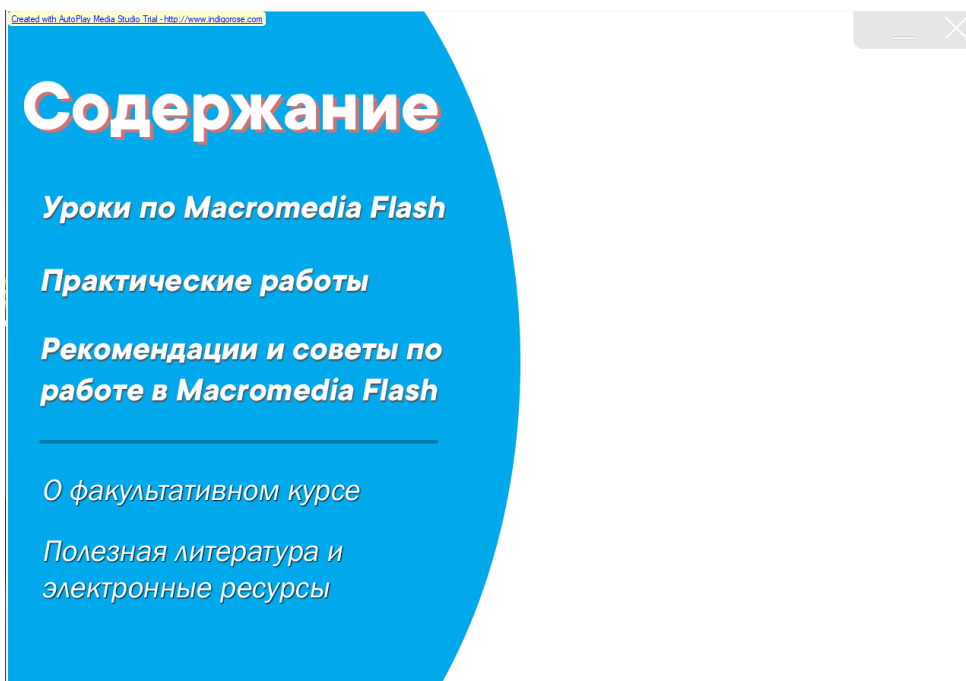 Created with AutoPlay Media Studio Trial - http://www.indigorose.com
Содержание
Уроки по Macromedia Flash
Практические работы
Рекомендации и советы по
работе в Macromedia Flash
О факультативном курсе
Полезная литература и
электронные ресурсы